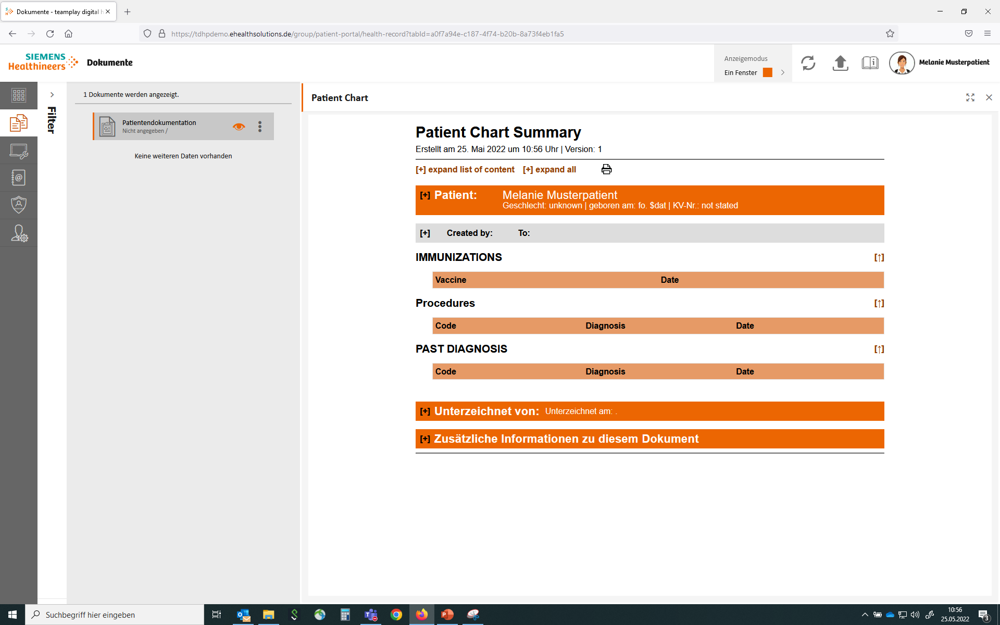 Dokumente - teamplay digital h
https://tdhpdemo.ehealthsolutions.de/group/patient-portal/health-record?tabId=a0f7a94e-c187-4f74-b20b-8a73f4eb1fa5
SIEMENS
Healthineers
Dokumente
Anzeigemodus
Ein Fenster
Melanie Musterpatient
Filter
1 Dokumente werden angezeigt.
Patientendokumentation
Nicht angegeben /
Keine weiteren Daten vorhanden
Patient Chart
Patient Chart Summary
Erstellt am 25. Mai 2022 um 10:56 Uhr | Version: 1
[+] expand list of content [+] expand all
[+] Patient: Melanie Musterpatient
Geschlecht: unknown | geboren am: fo. $dat | KV-Nr.: not stated
[+] Created by: To:
IMMUNIZATIONS [↑]
Vaccine Date
Procedures [↑]
Code Diagnosis Date
PAST DIAGNOSIS [↑]
Code Diagnosis Date
[+] Unterzeichnet von: Unterzeichnet am: .
[+] Zusätzliche Informationen zu diesem Dokument
Suchbegriff hier eingeben
10:56
25.05.2022
3